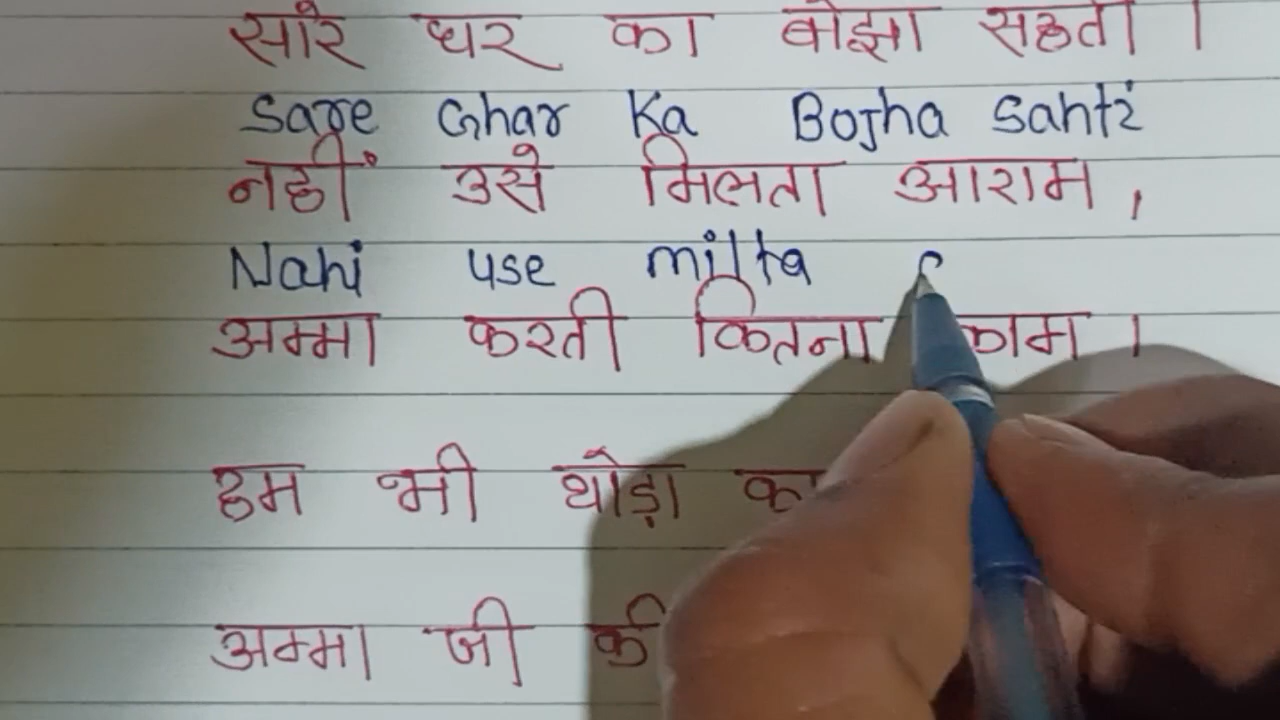 सारे घर का बोझा सहती ।
Sare Ghar Ka Bojha Sahti
नहीं उसे मिलता आराम ,
Nahi use milta
अम्मा करती कितना काम ।
हम भी थोड़ा
अम्मा जी की